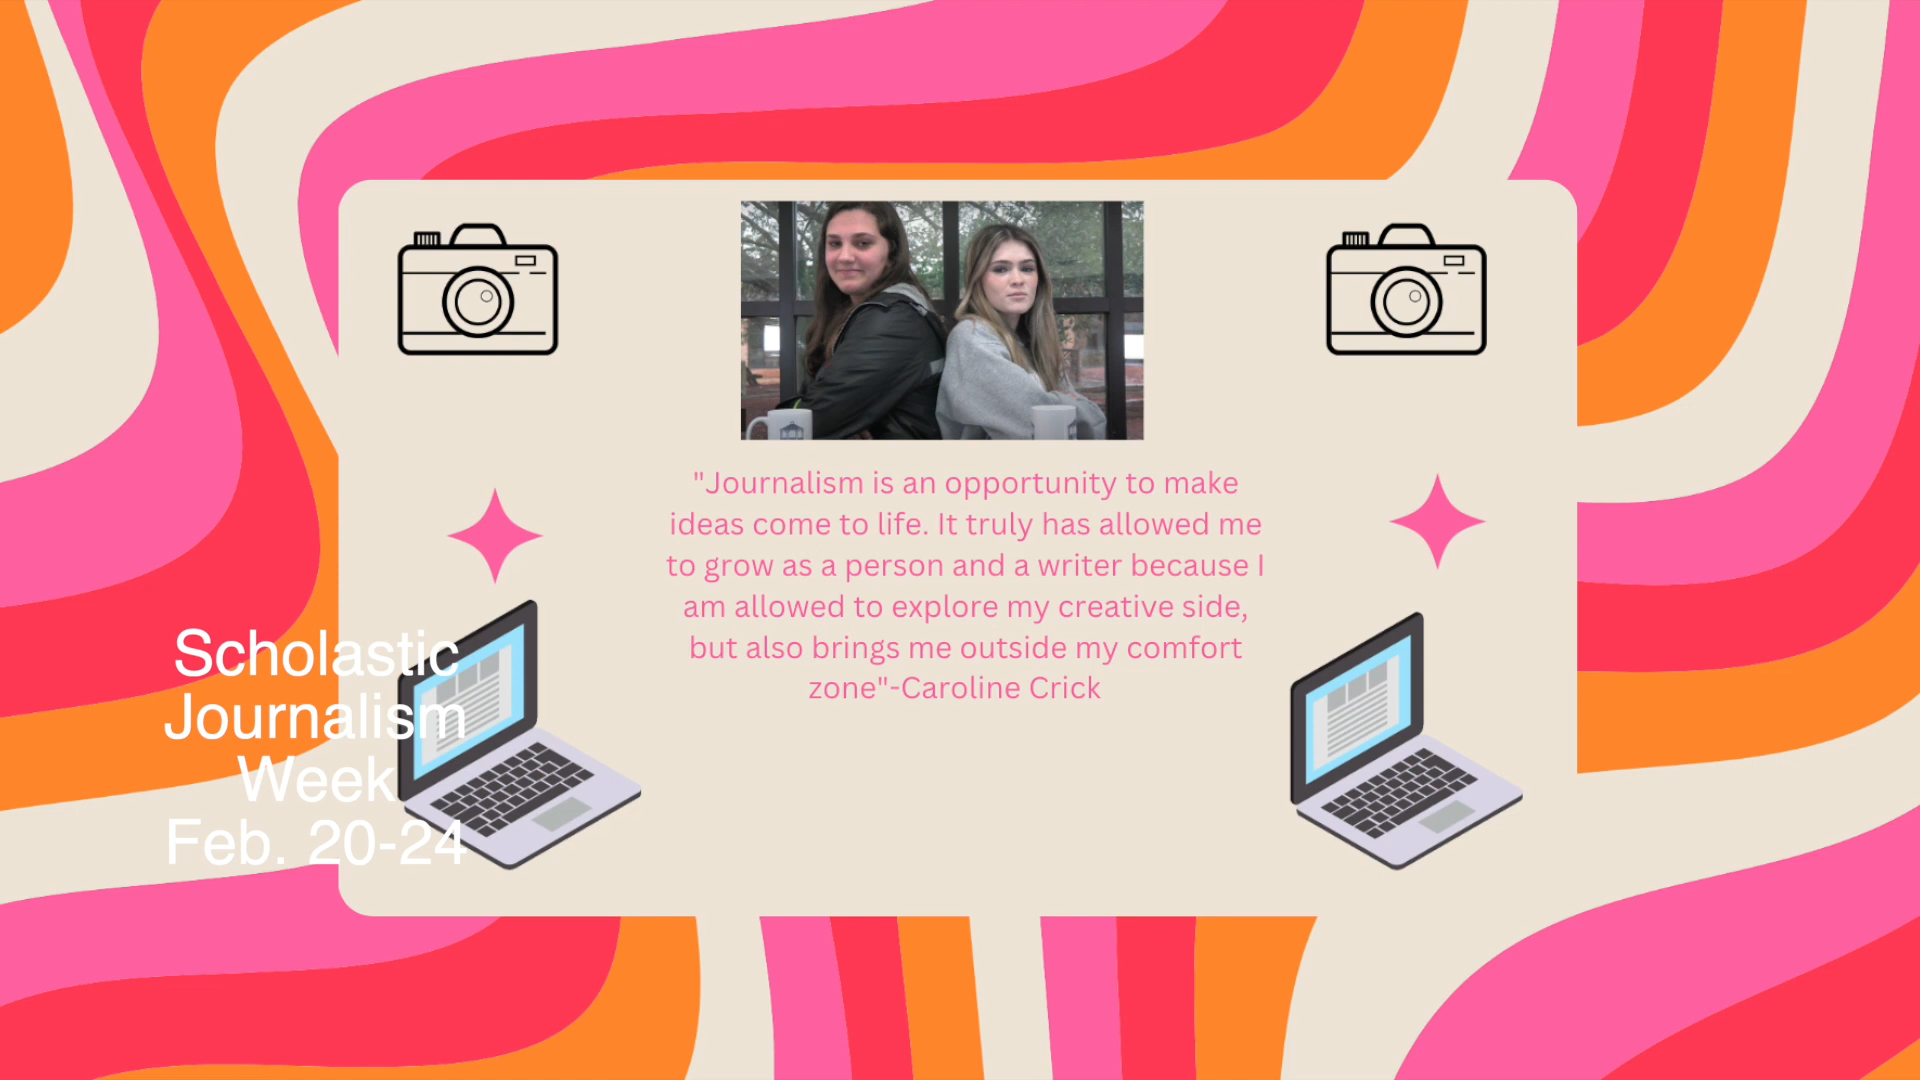 "Journalism is an opportunity to make
ideas come to life. It truly has allowed me
to grow as a person and a writer because I
am allowed to explore my creative side,
but also brings me outside my comfort
zone"-Caroline Crick
Scholastic
Journalism
Week
Feb. 20-24